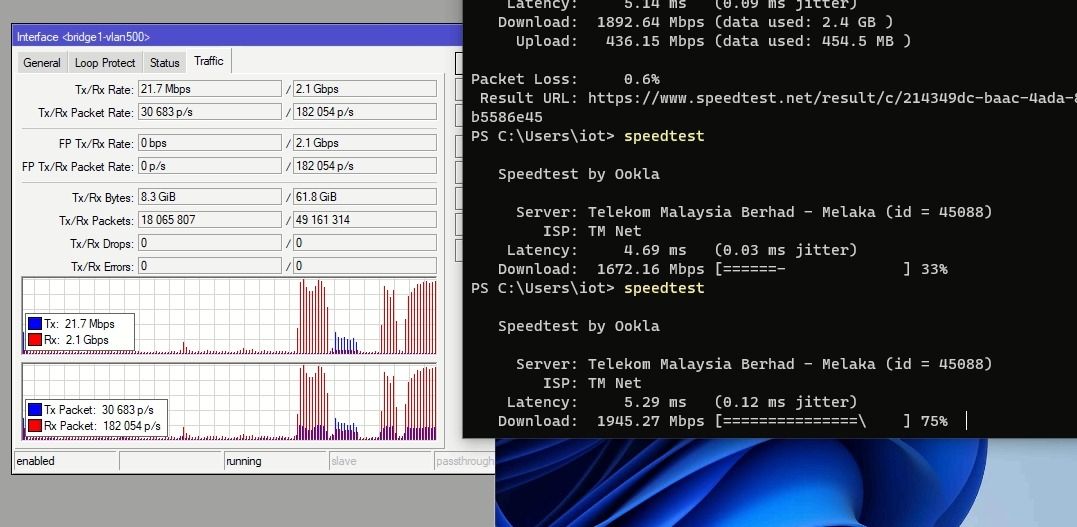 Interface <bridge1-vlan500>
General Loop Protect Status Traffic
Tx/Rx Rate: 21.7 Mbps / 2.1 Gbps
Tx/Rx Packet Rate: 30 683 p/s / 182 054 p/s
FP Tx/Rx Rate: 0 bps / 2.1 Gbps
FP Tx/Rx Packet Rate: 0 p/s / 182 054 p/s
Tx/Rx Bytes: 8.3 GiB / 61.8 GiB
Tx/Rx Packets: 18 065 807 / 49 161 314
Tx/Rx Drops: 0 / 0
Tx/Rx Errors: 0 / 0
Tx: 21.7 Mbps
Rx: 2.1 Gbps
Tx Packet: 30 683 p/s
Rx Packet: 182 054 p/s
enabled running slave passthrough
Latency: 5.14 ms (0.09 ms jitter)
Download: 1892.64 Mbps (data used: 2.4 GB )
Upload: 436.15 Mbps (data used: 454.5 MB )
Packet Loss: 0.6%
Result URL: https://www.speedtest.net/result/c/214349dc-baac-4ada-8
b5586e45
PS C:\Users\iot> speedtest
Speedtest by Ookla
Server: Telekom Malaysia Berhad - Melaka (id = 45088)
ISP: TM Net
Latency: 4.69 ms (0.03 ms jitter)
Download: 1672.16 Mbps [======- ] 33%
PS C:\Users\iot> speedtest
Speedtest by Ookla
Server: Telekom Malaysia Berhad - Melaka (id = 45088)
ISP: TM Net
Latency: 5.29 ms (0.12 ms jitter)
Download: 1945.27 Mbps [===============\ ] 75%